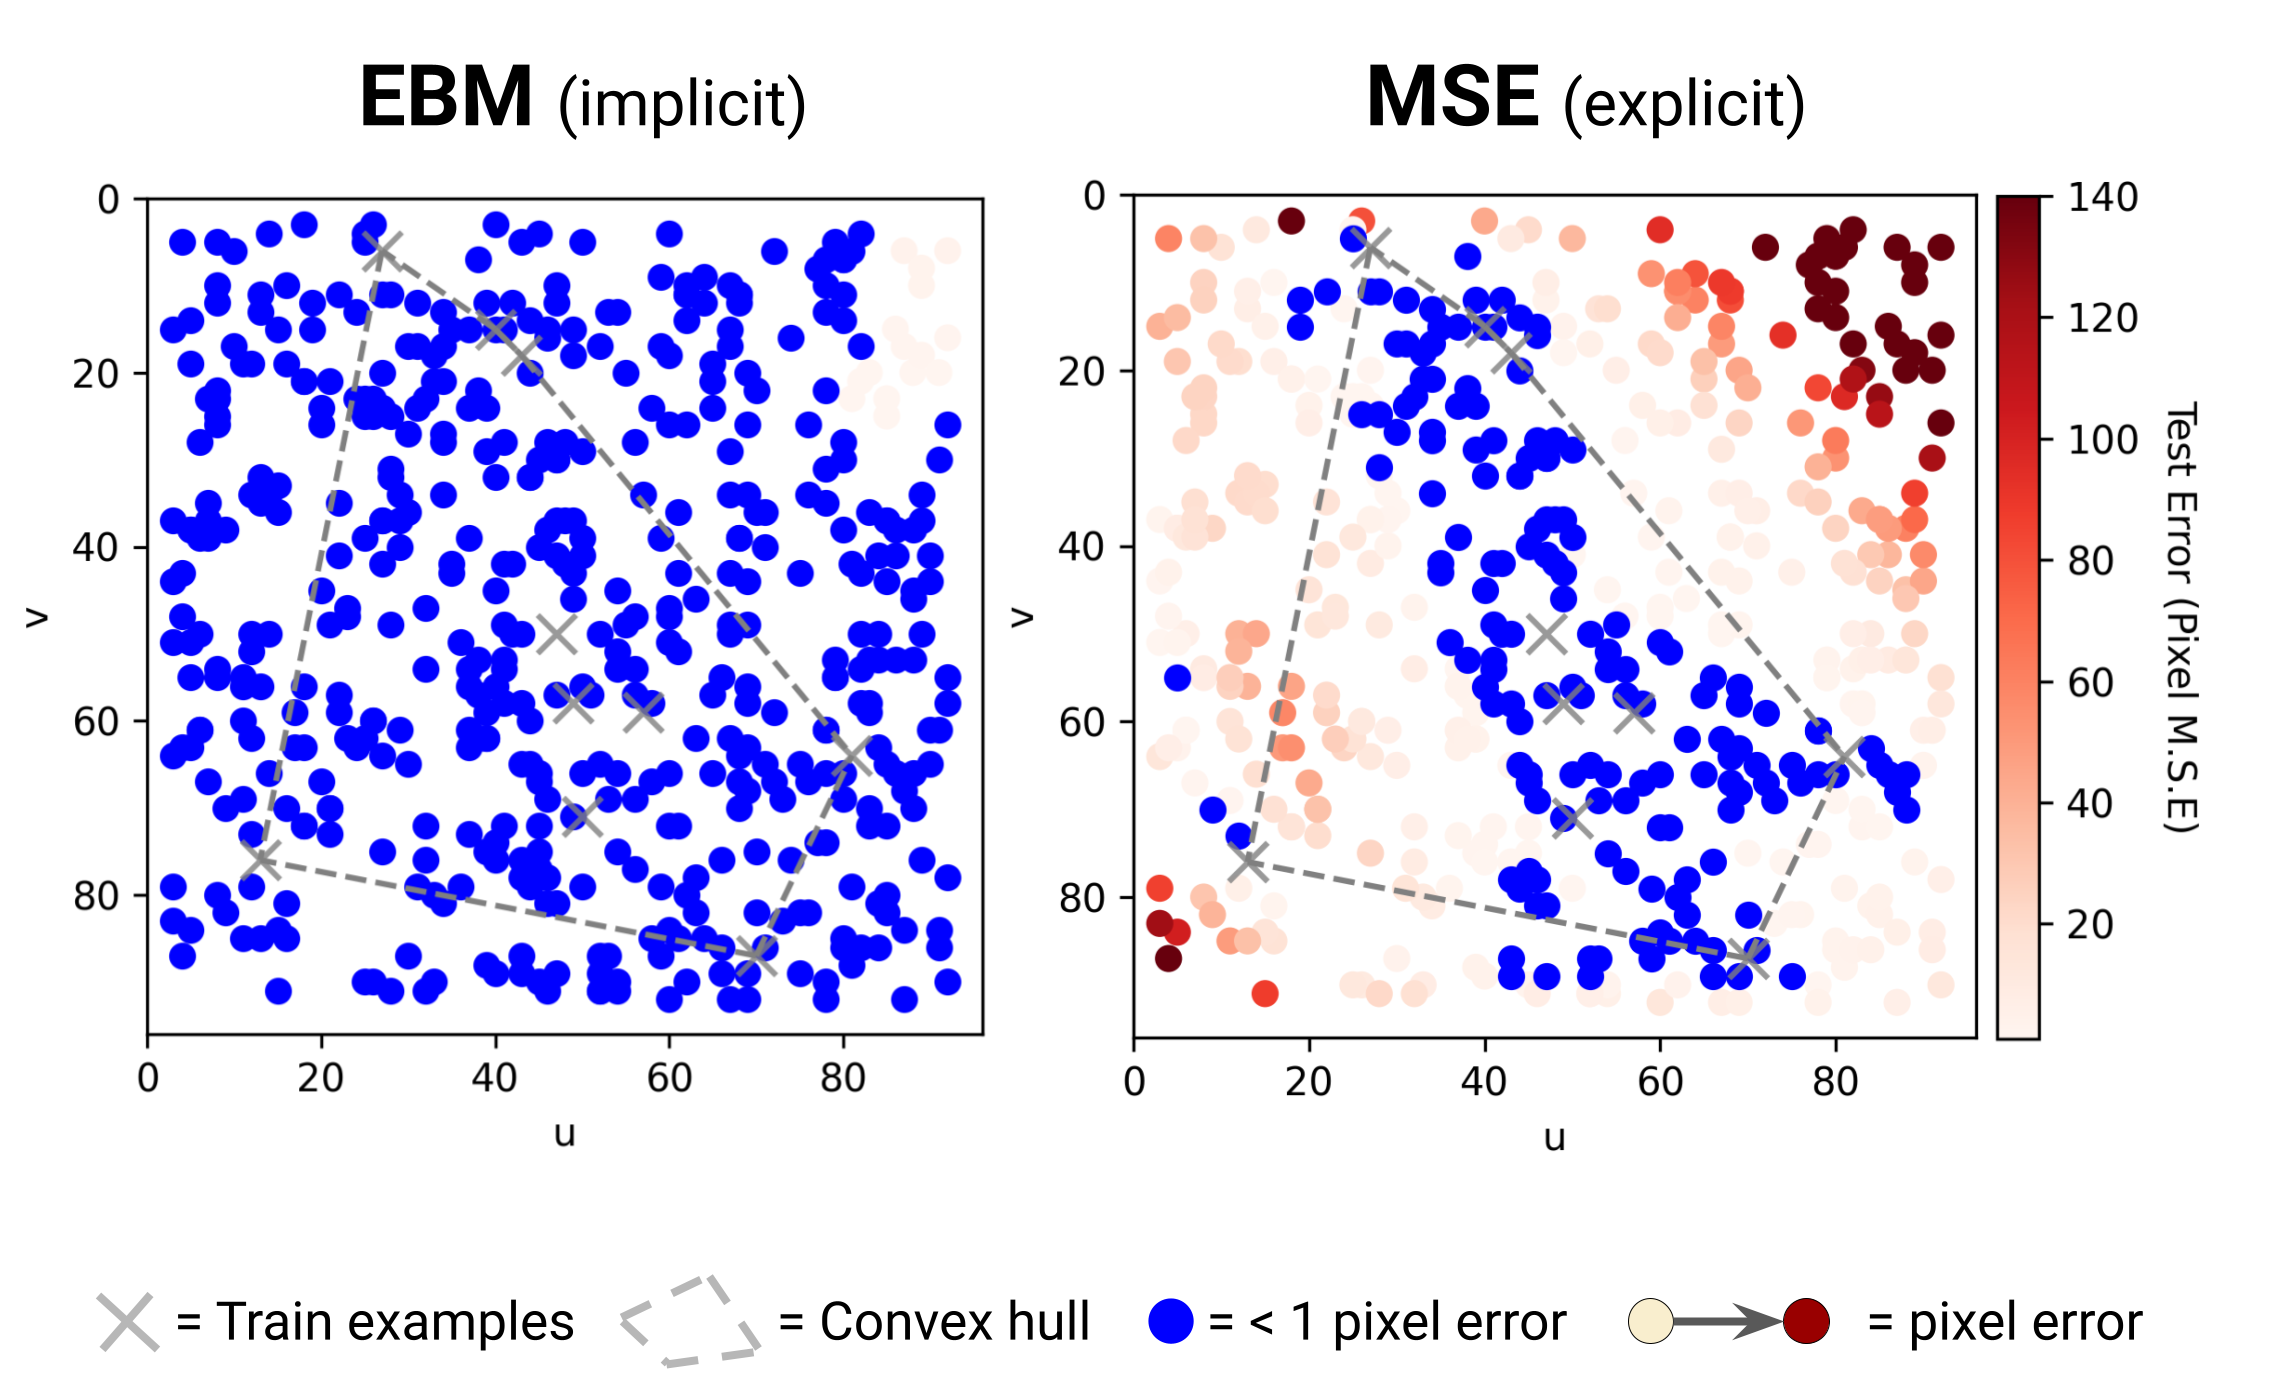 EBM (implicit)
MSE (explicit)
0
20
40
60
80
v
0
20
40
60
80
u
0
20
40
60
80
v
0
20
40
60
80
u
140
120
100
80
60
40
20
Test Error (Pixel M.S.E)
= Train examples
= Convex hull
= < 1 pixel error
= pixel error